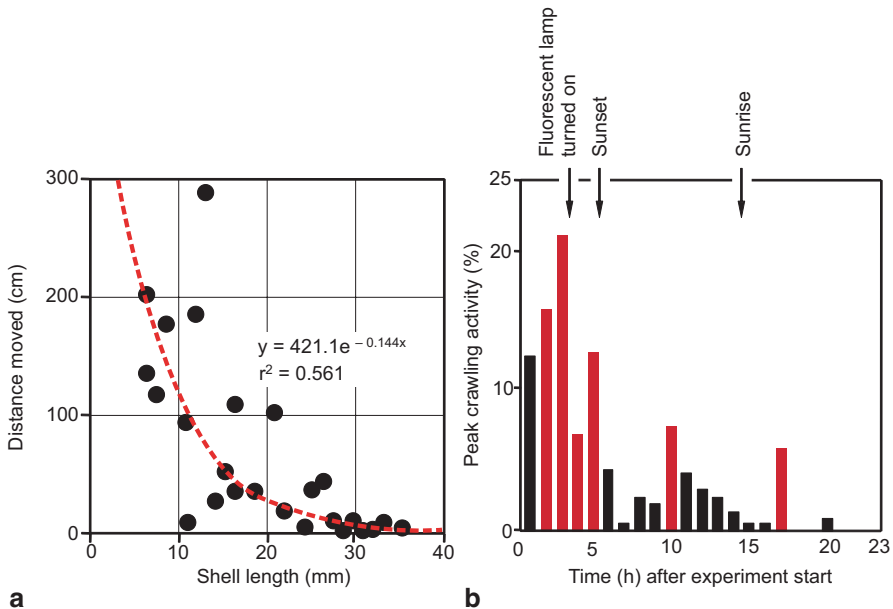 300
200
100
0
Distance moved (cm)
y = 421.1e – 0.144x
r2 = 0.561
0
10
20
30
40
Shell length (mm)
a
Fluorescent lamp
turned on
Sunset
Sunrise
25
20
10
0
Peak crawling activity (%)
0
5
10
15
20
23
Time (h) after experiment start
b